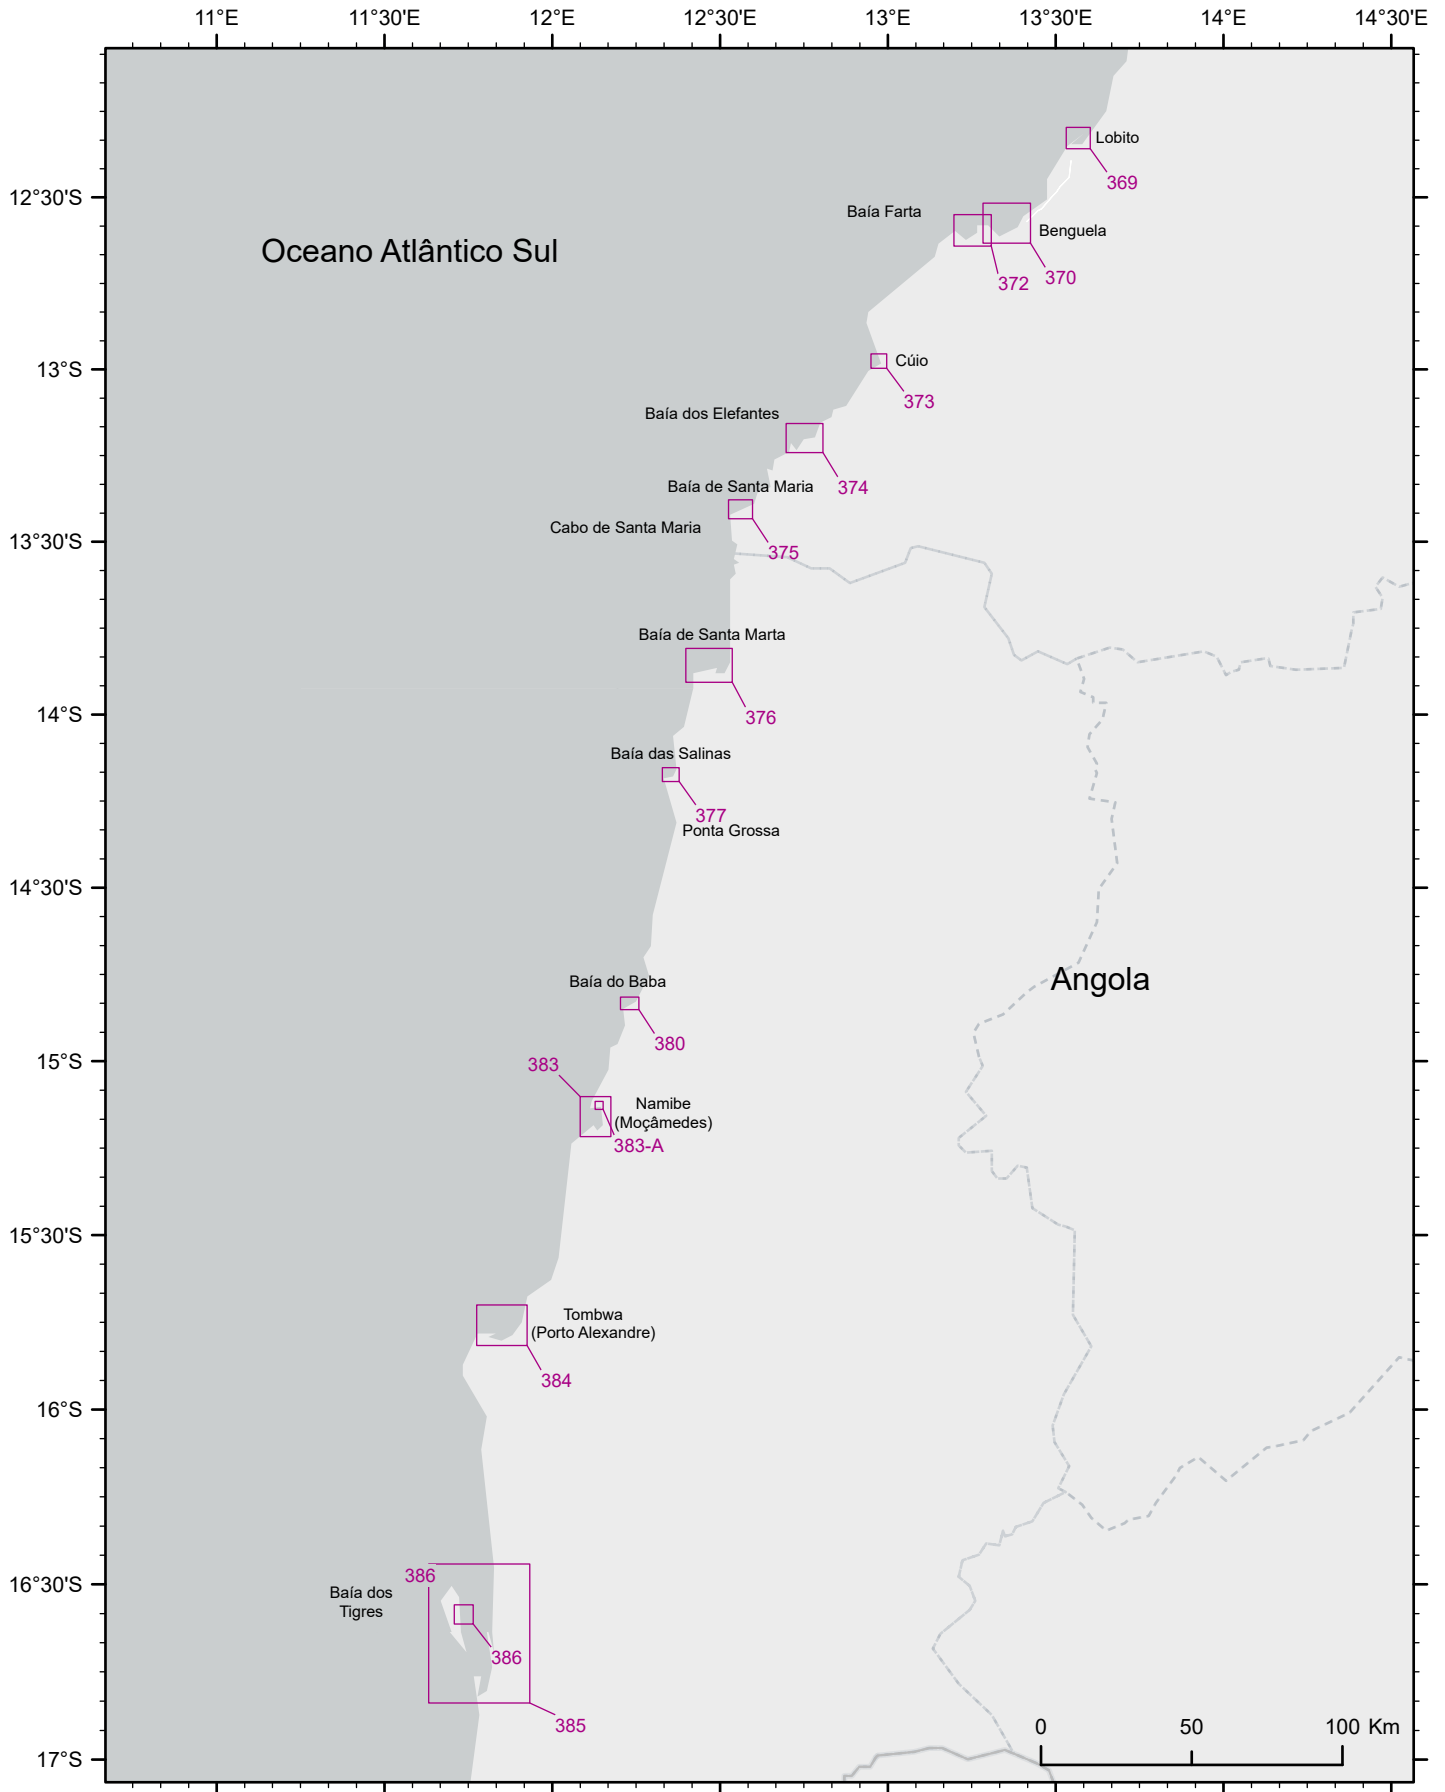 11°E
11°30'E
12°E
12°30'E
13°E
13°30'E
14°E
14°30'E
Lobito
369
12°30'S
Baía Farta
Benguela
Oceano Atlântico Sul
372
370
13°S
Cúio
373
Baía dos Elefantes
374
Baía de Santa Maria
Cabo de Santa Maria
13°30'S
375
Baía de Santa Marta
14°S
376
Baía das Salinas
377
Ponta Grossa
14°30'S
Angola
Baía do Baba
380
15°S
383
Namibe
(Moçâmedes)
383-A
15°30'S
Tombwa
(Porto Alexandre)
384
16°S
16°30'S
386
Baía dos
Tigres
386
385
0
50
100 Km
17°S